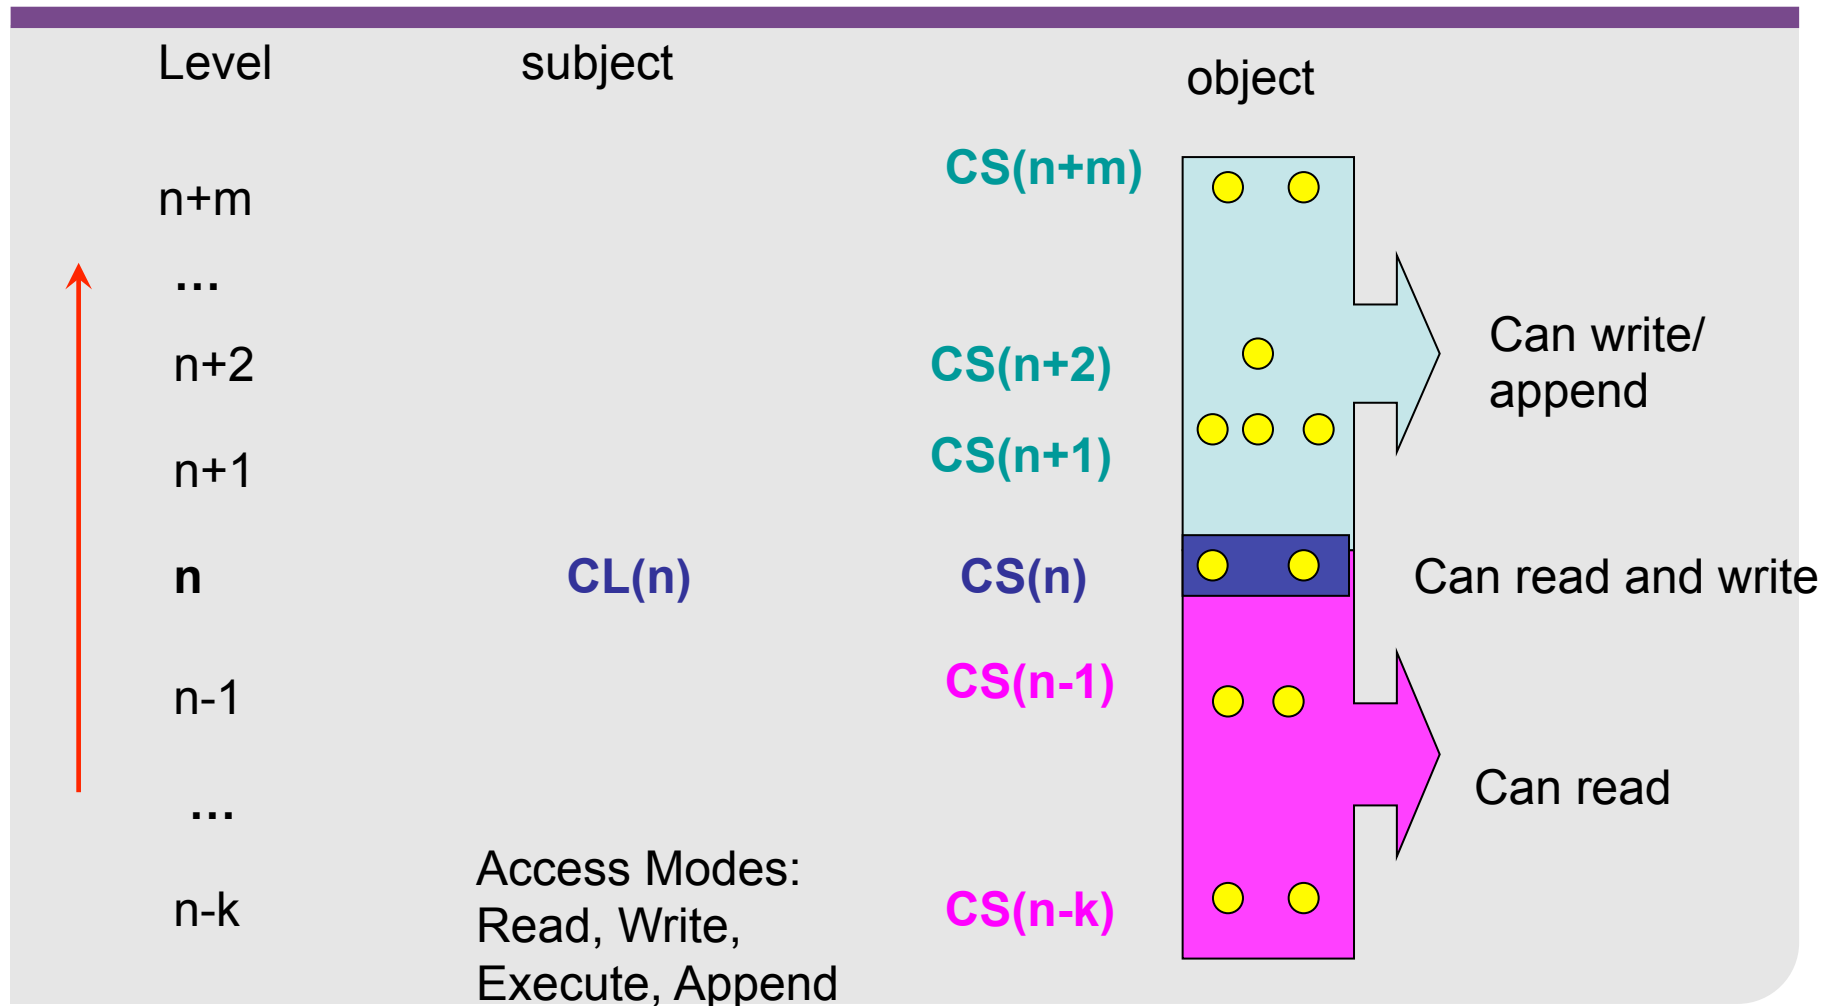 Level subject object
n+m CS(n+m)
...
n+2 CS(n+2) Can write/
append
n+1 CS(n+1)
n CL(n) CS(n) Can read and write
n-1 CS(n-1)
... Can read
n-k CS(n-k)
Access Modes:
Read, Write,
Execute, Append